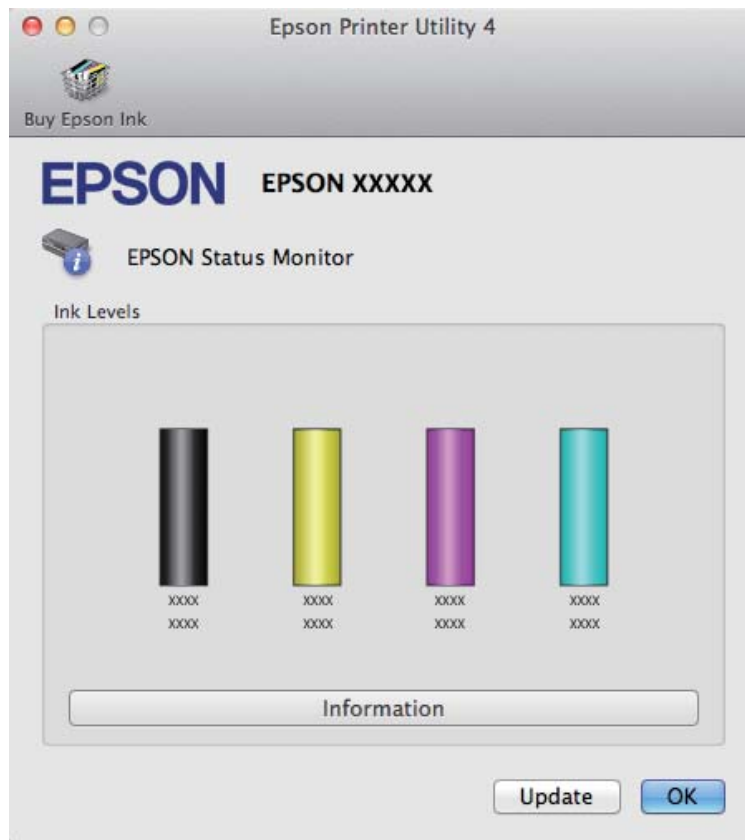 Epson Printer Utility 4
Buy Epson Ink
EPSON EPSON XXXXX
EPSON Status Monitor
Ink Levels
xxxx xxxx xxxx xxxx
xxxx xxxx xxxx xxxx
Information
Update OK